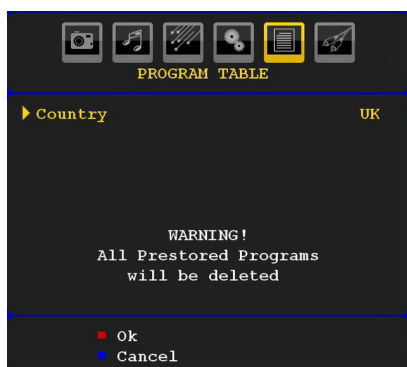 PROGRAM TABLE
Country UK
WARNING!
All Prestored Programs
will be deleted
Ok
Cancel